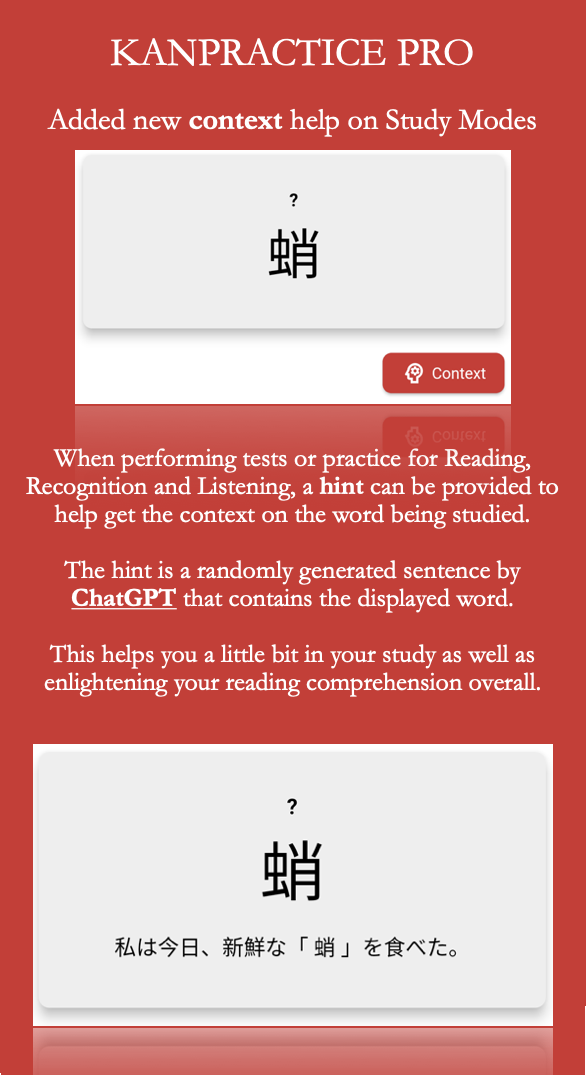 KANPRACTICE PRO
Added new context help on Study Modes
?
蛸
Context
Context
When performing tests or practice for Reading,
Recognition and Listening, a hint can be provided to
help get the context on the word being studied.
The hint is a randomly generated sentence by
ChatGPT that contains the displayed word.
This helps you a little bit in your study as well as
enlightening your reading comprehension overall.
?
蛸
私は今日、新鮮な「 蛸 」を食べた。